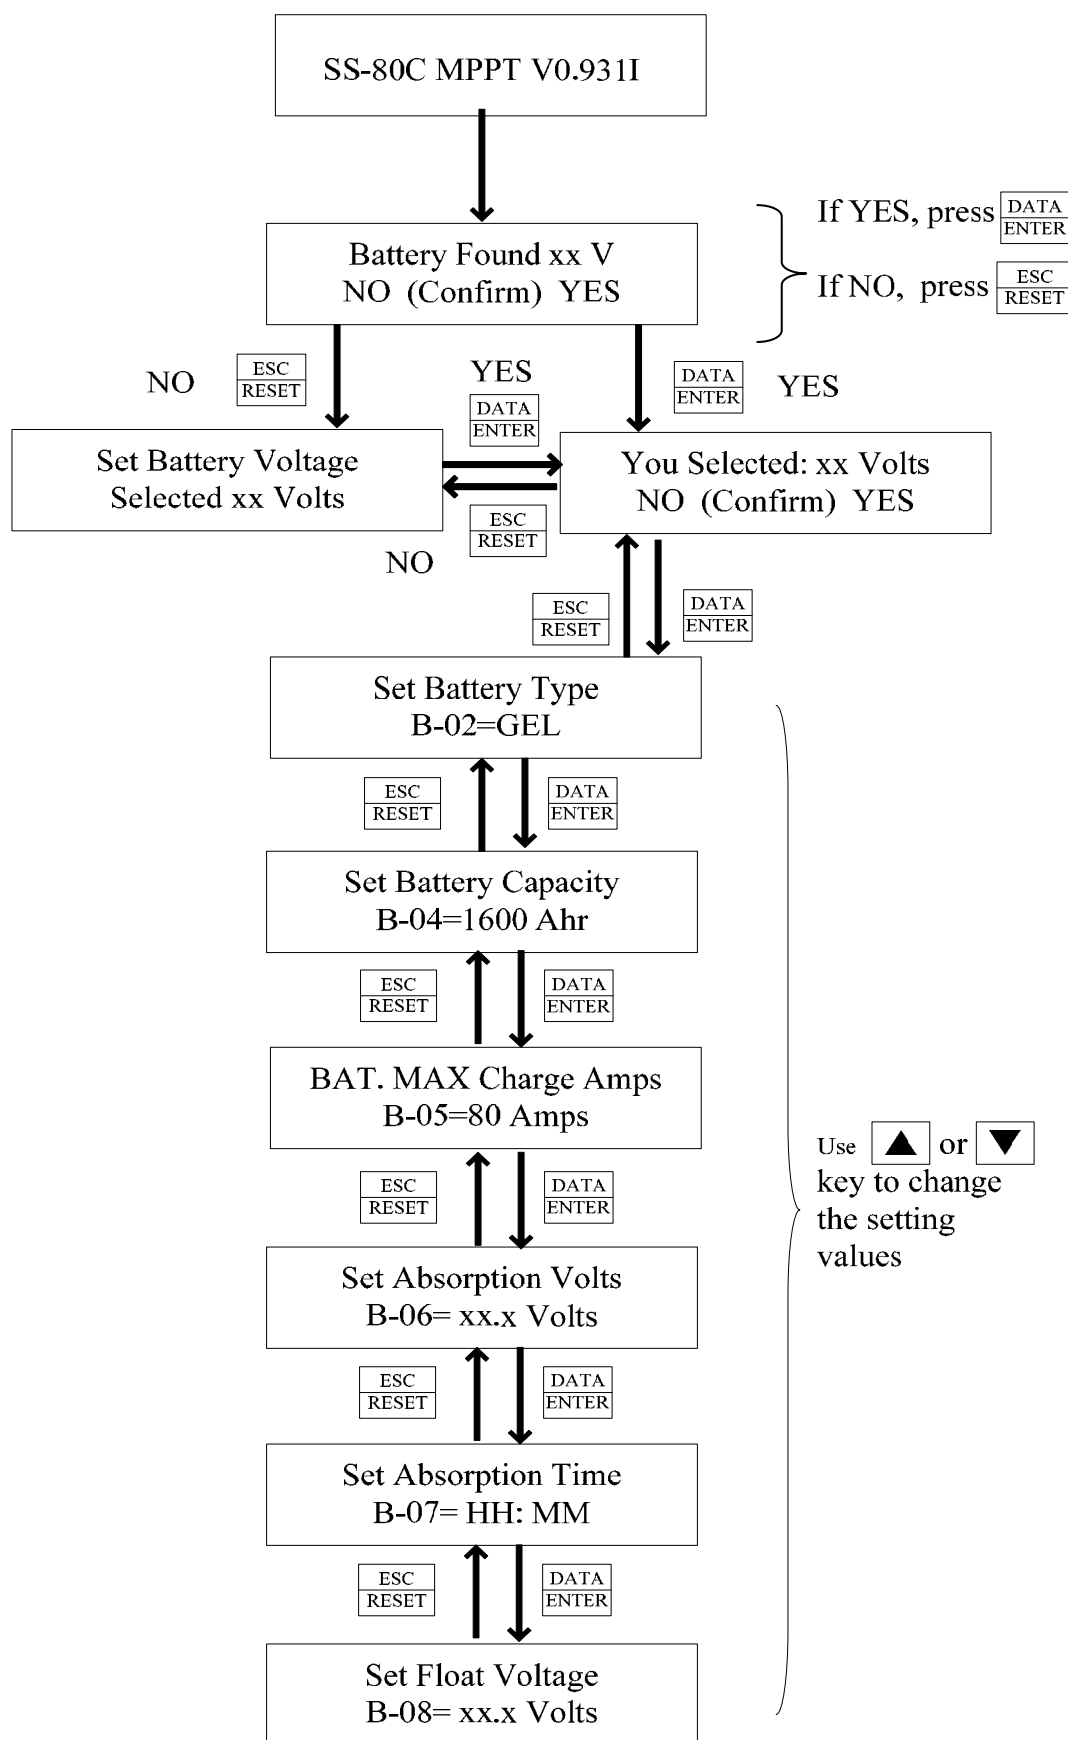 SS-80C MPPT V0.931I
Battery Found xx V
NO (Confirm) YES
If YES, press DATA
ENTER
If NO, press ESC
RESET
NO
ESC
RESET
YES
DATA
ENTER
DATA
ENTER
YES
Set Battery Voltage
Selected xx Volts
You Selected: xx Volts
NO (Confirm) YES
ESC
RESET
NO
ESC
RESET
DATA
ENTER
Set Battery Type
B-02=GEL
ESC
RESET
DATA
ENTER
Set Battery Capacity
B-04=1600 Ahr
ESC
RESET
DATA
ENTER
BAT. MAX Charge Amps
B-05=80 Amps
ESC
RESET
DATA
ENTER
Set Absorption Volts
B-06= xx.x Volts
ESC
RESET
DATA
ENTER
Set Absorption Time
B-07= HH: MM
ESC
RESET
DATA
ENTER
Set Float Voltage
B-08= xx.x Volts
Use ▲ or ▼
key to change
the setting
values